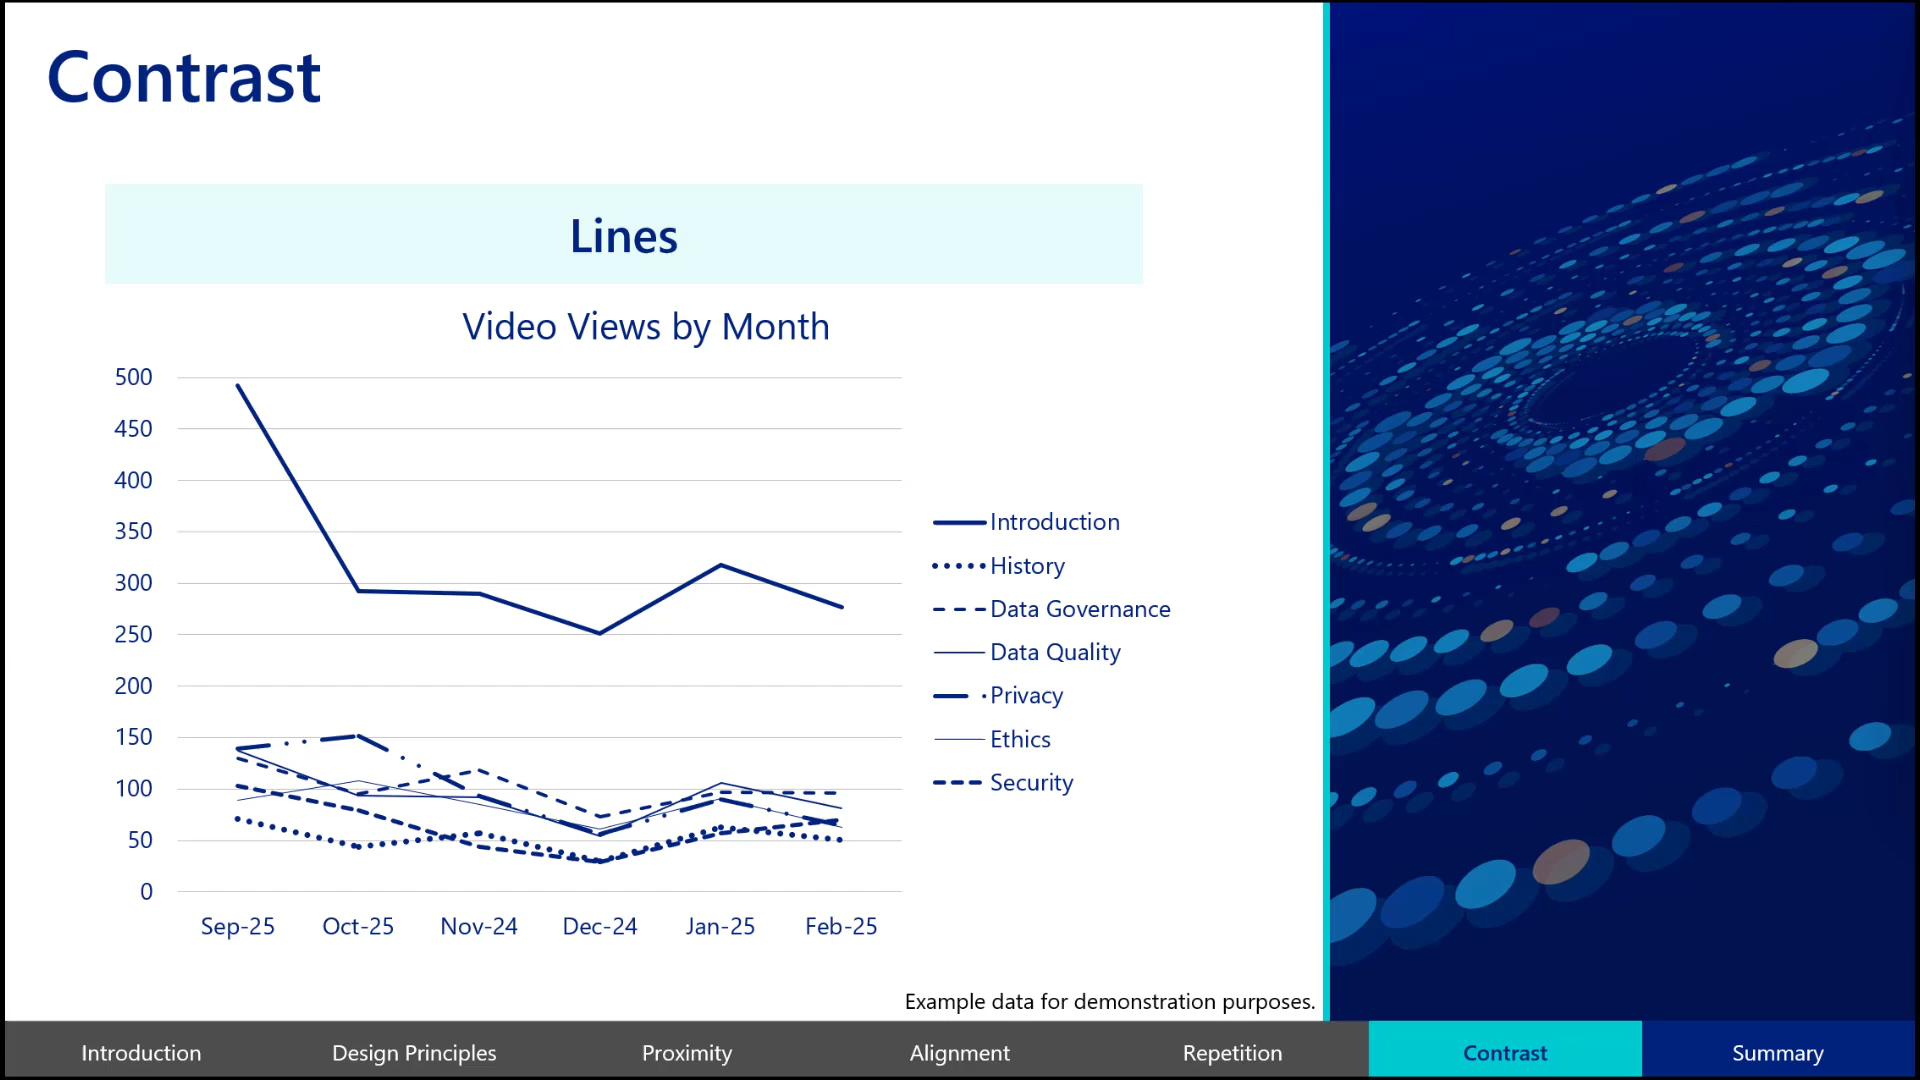 Contrast
Lines
Video Views by Month
500
450
400
350
300
250
200
150
100
50
0
Sep-25 Oct-25 Nov-24 Dec-24 Jan-25 Feb-25
Introduction
History
Data Governance
Data Quality
Privacy
Ethics
Security
Example data for demonstration purposes.
Introduction Design Principles Proximity Alignment Repetition Contrast Summary